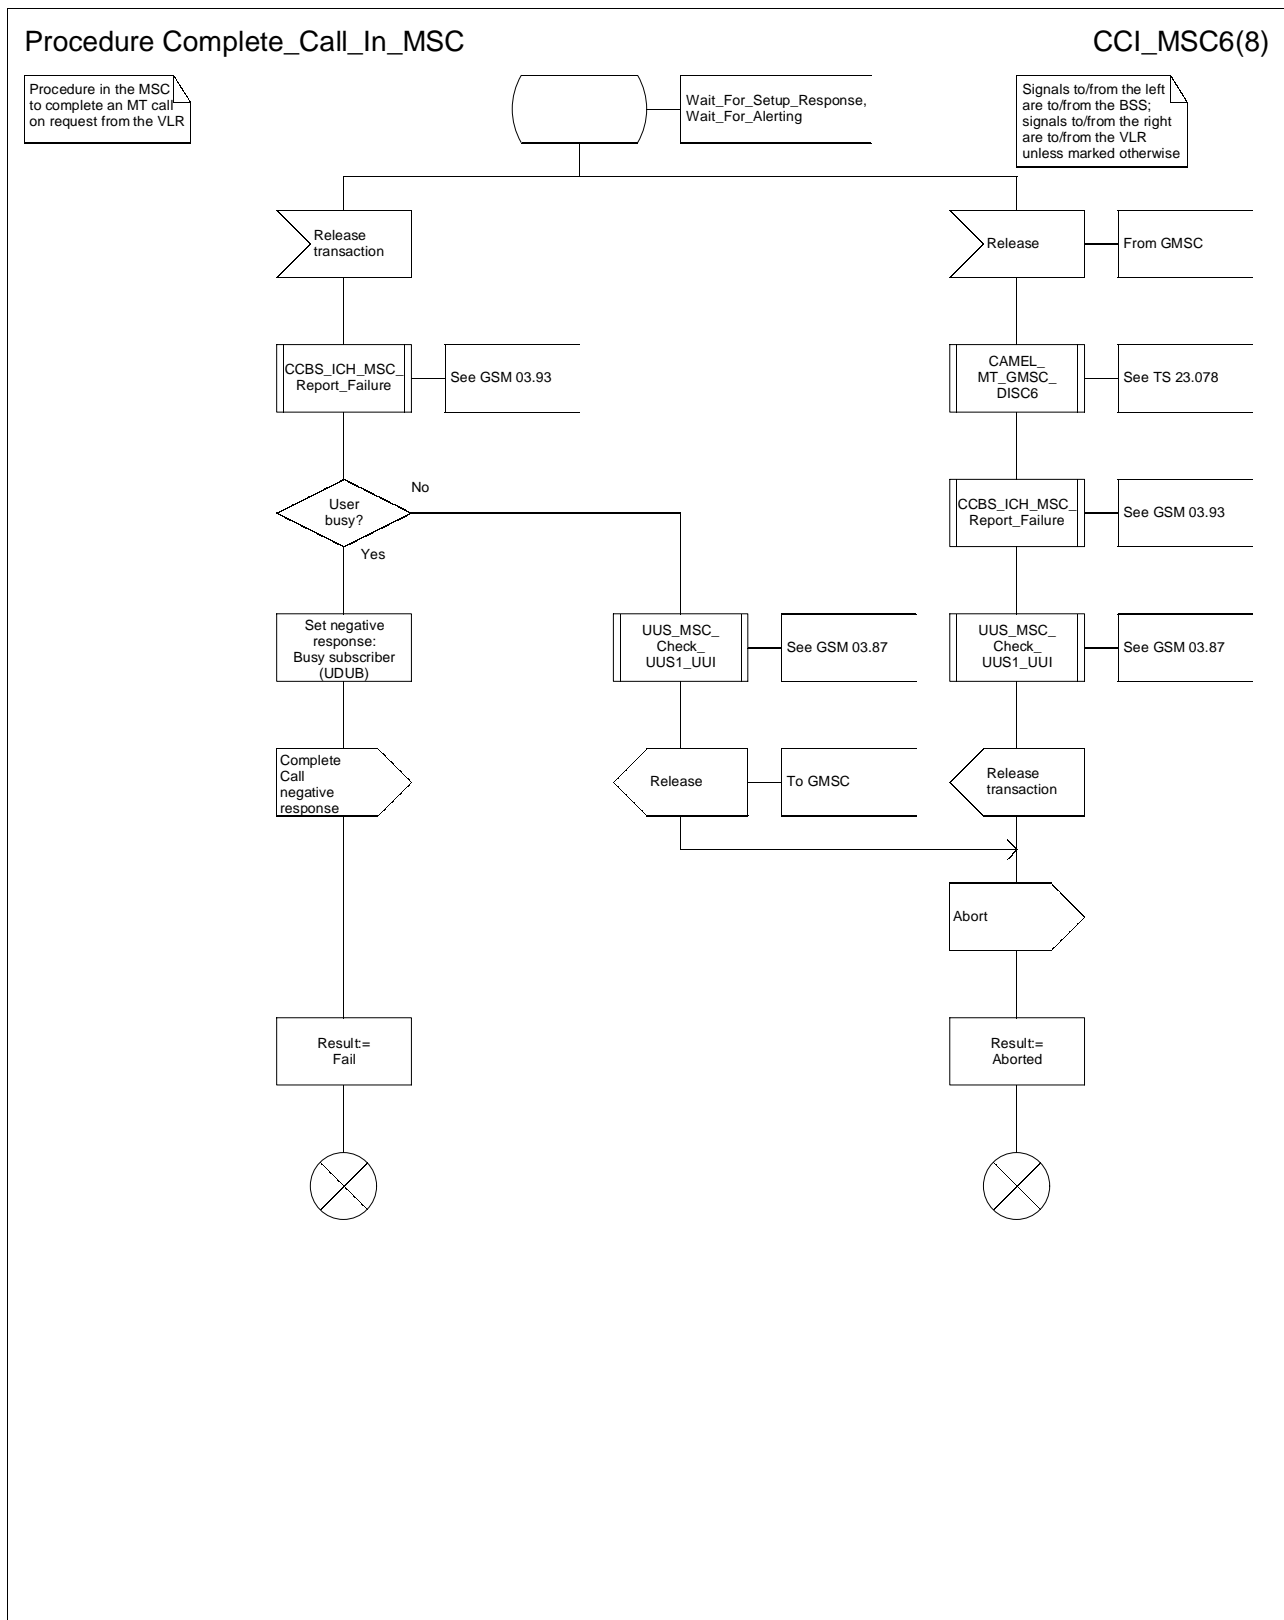 Procedure Complete_Call_In_MSC
CCI_MSC6(8)
Procedure in the MSC
to complete an MT call
on request from the VLR
Wait_For_Setup_Response,
Wait_For_Alerting
Signals to/from the left
are to/from the BSS;
signals to/from the right
are to/from the VLR
unless marked otherwise
Release
transaction
Release
From GMSC
CCBS_ICH_MSC_
Report_Failure
See GSM 03.93
CAMEL_
MT_GMSC_
DISC6
See TS 23.078
No
User
busy?
Yes
CCBS_ICH_MSC_
Report_Failure
See GSM 03.93
Set negative
response:
Busy subscriber
(UDUB)
UUS_MSC_
Check_
UUS1_UUI
See GSM 03.87
UUS_MSC_
Check_
UUS1_UUI
See GSM 03.87
Complete
Call
negative
response
Release
To GMSC
Release
transaction
Abort
Result:=
Fail
Result:=
Aborted